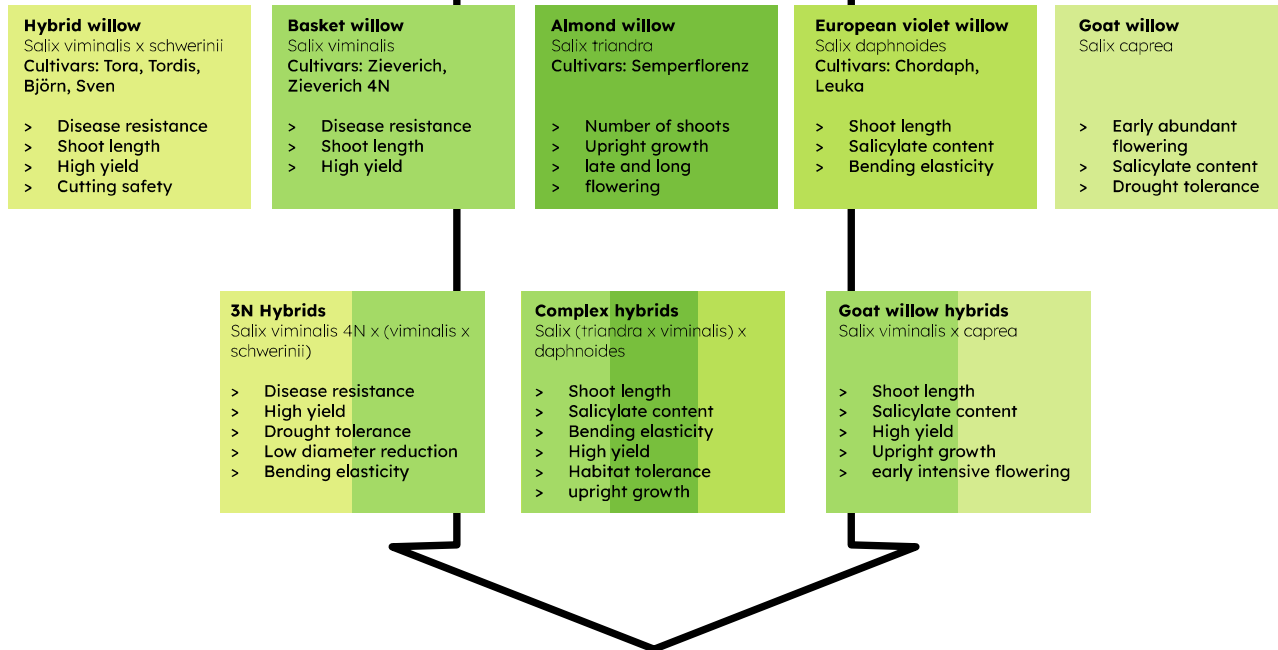 Hybrid willow
Salix viminalis x schwerinii
Cultivars: Tora, Tordis,
Björn, Sven
> Disease resistance
> Shoot length
> High yield
> Cutting safety
Basket willow
Salix viminalis
Cultivars: Zieverich,
Zieverich 4N
> Disease resistance
> Shoot length
> High yield
Almond willow
Salix triandra
Cultivars: Semperflorenz
> Number of shoots
> Upright growth
> late and long
> flowering
European violet willow
Salix daphnoides
Cultivars: Chordaph,
Leuka
> Shoot length
> Salicylate content
> Bending elasticity
Goat willow
Salix caprea
> Early abundant
flowering
> Salicylate content
> Drought tolerance
3N Hybrids
Salix viminalis 4N x (viminalis x
schwerinii)
> Disease resistance
> High yield
> Drought tolerance
> Low diameter reduction
> Bending elasticity
Complex hybrids
Salix (triandra x viminalis) x
daphnoides
> Shoot length
> Salicylate content
> Bending elasticity
> High yield
> Habitat tolerance
> upright growth
Goat willow hybrids
Salix viminalis x caprea
> Shoot length
> Salicylate content
> High yield
> Upright growth
> early intensive flowering